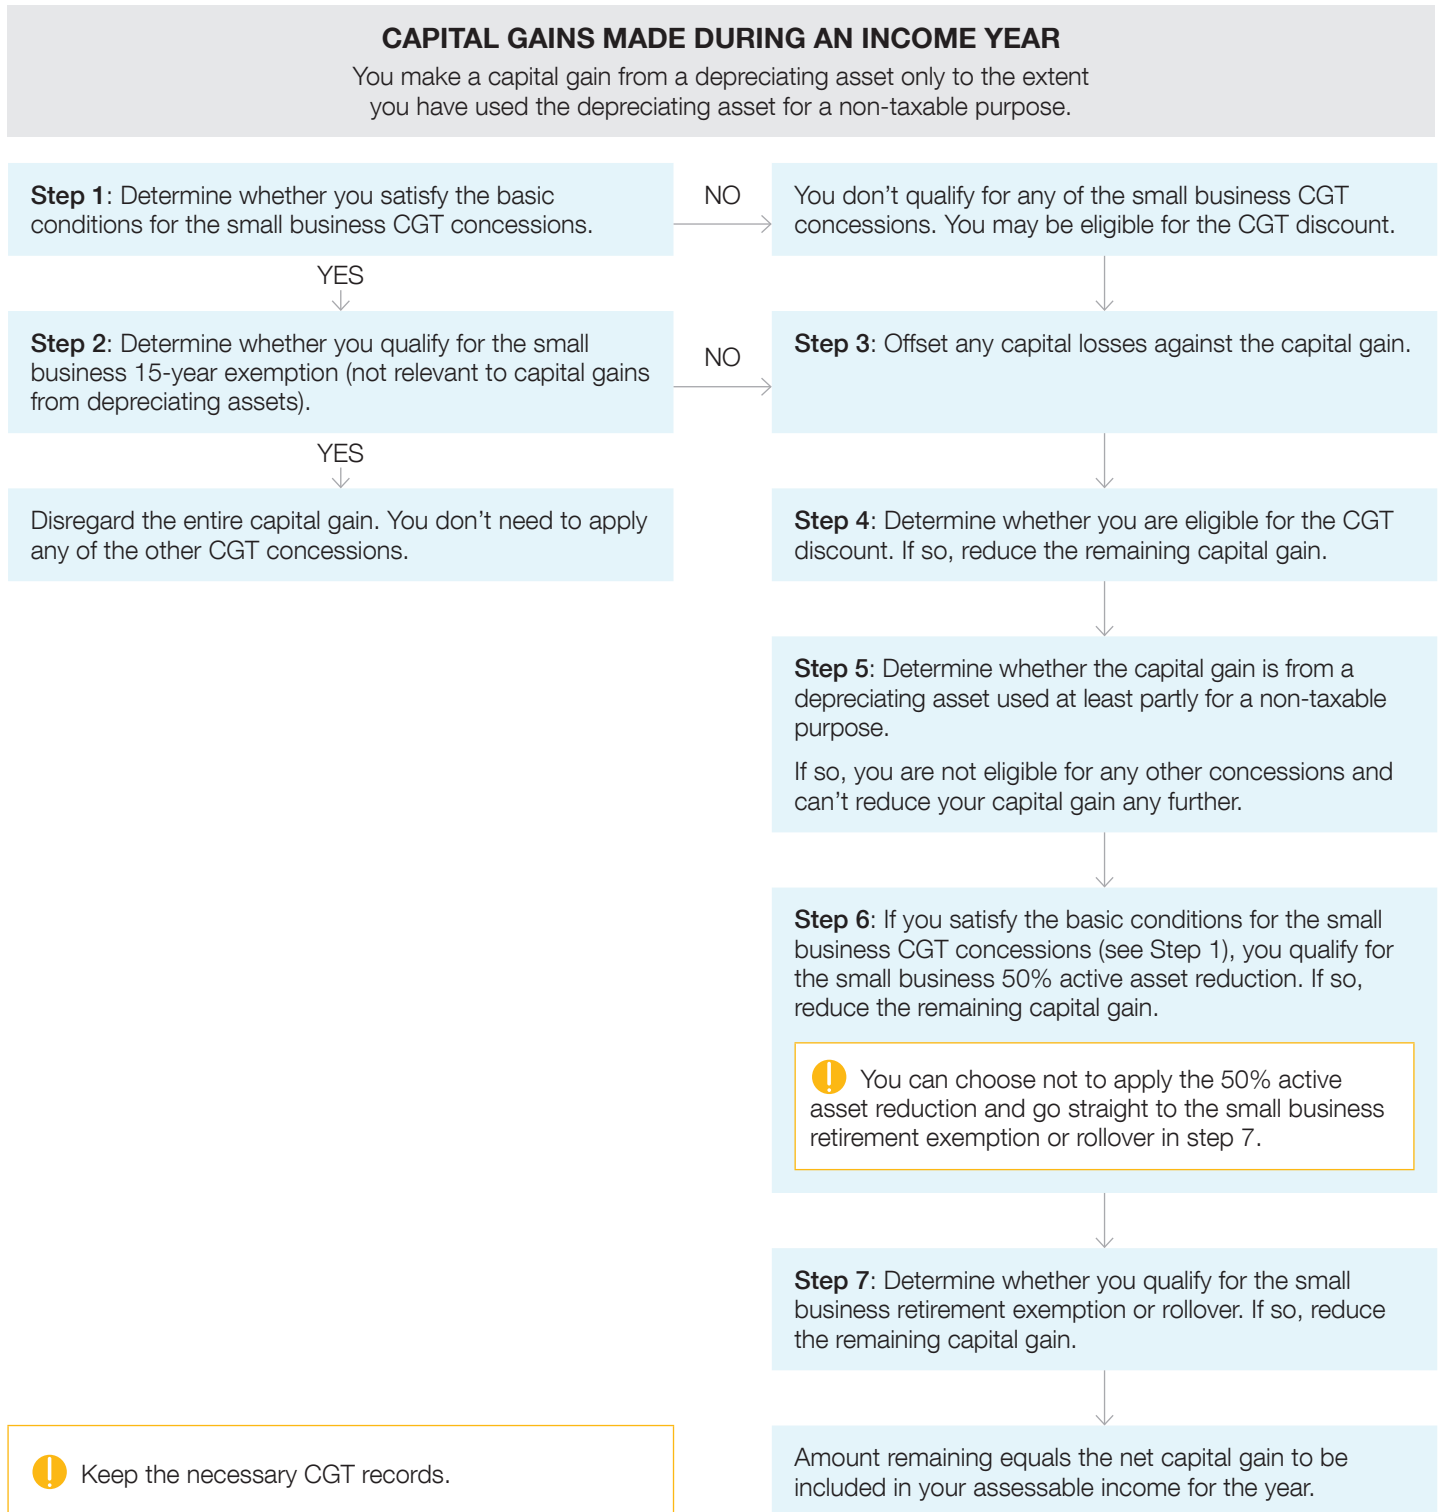 CAPITAL GAINS MADE DURING AN INCOME YEAR
You make a capital gain from a depreciating asset only to the extent
you have used the depreciating asset for a non-taxable purpose.
Step 1: Determine whether you satisfy the basic
conditions for the small business CGT concessions.
NO
You don’t qualify for any of the small business CGT
concessions. You may be eligible for the CGT discount.
YES
Step 2: Determine whether you qualify for the small
business 15-year exemption (not relevant to capital gains
from depreciating assets).
NO
Step 3: Offset any capital losses against the capital gain.
YES
Disregard the entire capital gain. You don’t need to apply
any of the other CGT concessions.
Step 4: Determine whether you are eligible for the CGT
discount. If so, reduce the remaining capital gain.
Step 5: Determine whether the capital gain is from a
depreciating asset used at least partly for a non-taxable
purpose.
If so, you are not eligible for any other concessions and
can’t reduce your capital gain any further.
Step 6: If you satisfy the basic conditions for the small
business CGT concessions (see Step 1), you qualify for
the small business 50% active asset reduction. If so,
reduce the remaining capital gain.
You can choose not to apply the 50% active
asset reduction and go straight to the small business
retirement exemption or rollover in step 7.
Step 7: Determine whether you qualify for the small
business retirement exemption or rollover. If so, reduce
the remaining capital gain.
Keep the necessary CGT records.
Amount remaining equals the net capital gain to be
included in your assessable income for the year.